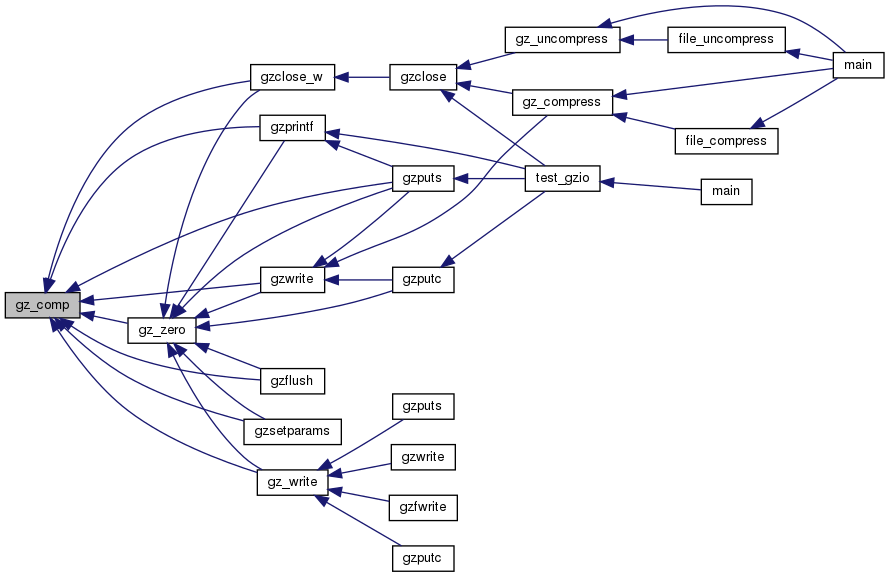 gz_uncompress
file_uncompress
main
gzclose_w
gzclose
gz_compress
gzprintf
file_compress
gzputs
test_gzio
main
gzwrite
gzputc
gz_comp
gz_zero
gzflush
gzputs
gzsetparams
gzwrite
gz_write
gzfwrite
gzputc